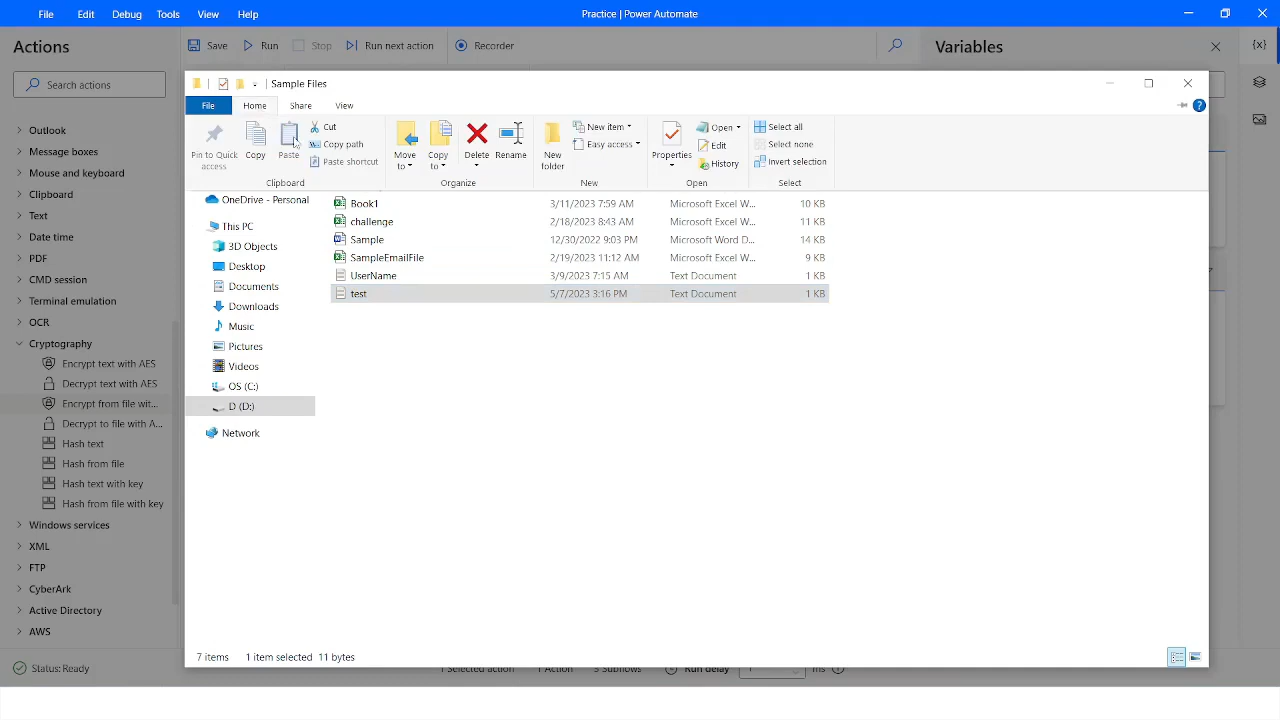 File Edit Debug Tools View Help
Practice | Power Automate
Actions
Save Run Stop Run next action Recorder
Variables
{x}
Search actions
Outlook
Message boxes
Mouse and keyboard
Clipboard
Text
Date time
PDF
CMD session
Terminal emulation
OCR
Cryptography
Encrypt text with AES
Decrypt text with AES
Encrypt from file wit...
Decrypt to file with A...
Hash text
Hash from file
Hash text with key
Hash from file with key
Windows services
XML
FTP
CyberArk
Active Directory
AWS
Status: Ready
Sample Files
File Home Share View
Pin to Quick access
Copy
Paste
Cut
Copy path
Paste shortcut
Clipboard
Move to
Copy to
Delete
Rename
Organize
New folder
New item
Easy access
New
Properties
Open
Edit
History
Open
Select all
Select none
Invert selection
Select
OneDrive - Personal
This PC
3D Objects
Desktop
Documents
Downloads
Music
Pictures
Videos
OS (C:)
D (D:)
Network
Book1 3/11/2023 7:59 AM Microsoft Excel W... 10 KB
challenge 2/18/2023 8:43 AM Microsoft Excel W... 11 KB
Sample 12/30/2022 9:03 PM Microsoft Word D... 14 KB
SampleEmailFile 2/19/2023 11:12 AM Microsoft Excel W... 9 KB
UserName 3/9/2023 7:15 AM Text Document 1 KB
test 5/7/2023 3:16 PM Text Document 1 KB
7 items 1 item selected 11 bytes
1 Selected action 1 Action 3 Subflows Run delay ms